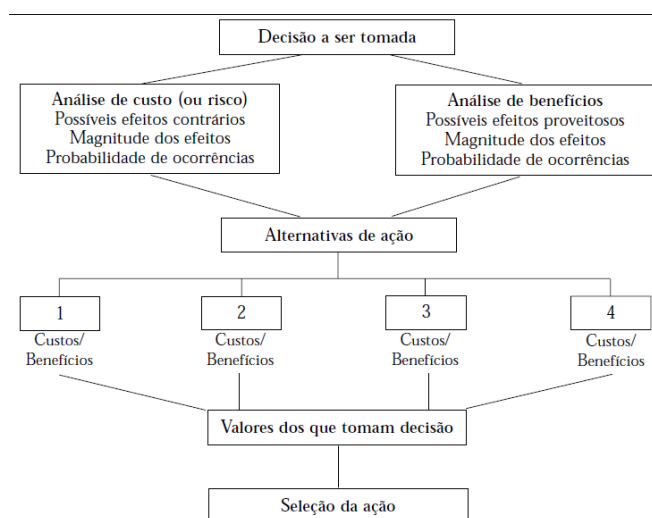 Decisão a ser tomada
Análise de custo (ou risco)
Possíveis efeitos contrários
Magnitude dos efeitos
Probabilidade de ocorrências
Análise de benefícios
Possíveis efeitos proveitosos
Magnitude dos efeitos
Probabilidade de ocorrências
Alternativas de ação
1
Custos/
Benefícios
2
Custos/
Benefícios
3
Custos/
Benefícios
4
Custos/
Benefícios
Valores dos que tomam decisão
Seleção da ação